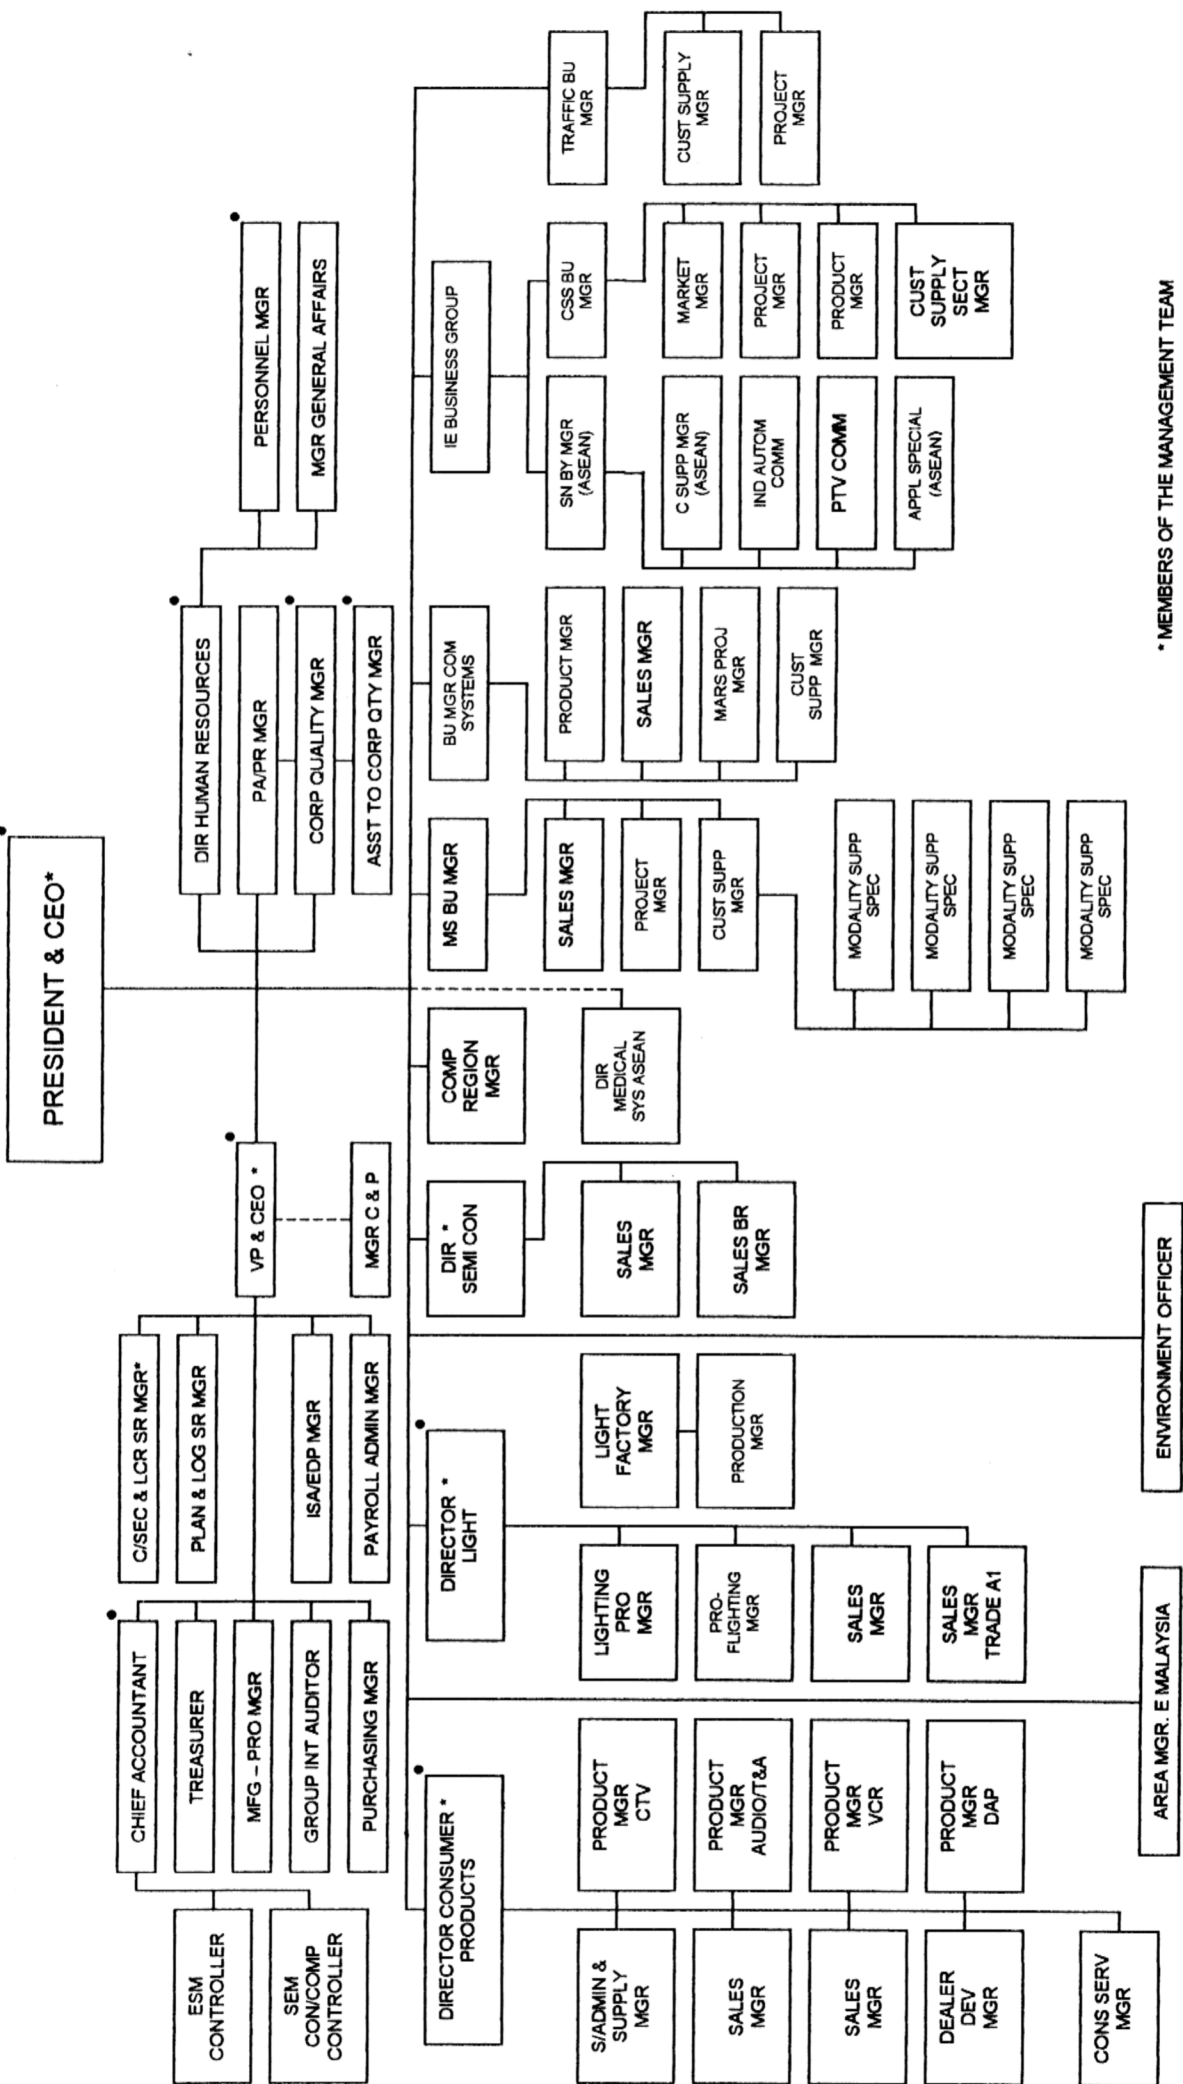 PRESIDENT & CEO*
DIR HUMAN RESOURCES
PA/PR MGR
CORP QUALITY MGR
ASST TO CORP QTY MGR
PERSONNEL MGR
MGR GENERAL AFFAIRS
VP & CEO *
MGR C & P
C/SEC & LCR SR MGR*
PLAN & LOG SR MGR
ISA/EDP MGR
PAYROLL ADMIN MGR
CHIEF ACCOUNTANT
TREASURER
MFG – PRO MGR
GROUP INT AUDITOR
PURCHASING MGR
ESM
CONTROLLER
SEM
CON/COMP
CONTROLLER
DIRECTOR CONSUMER *
PRODUCTS
S/ADMIN &
SUPPLY
MGR
SALES
MGR
SALES
MGR
DEALER
DEV
MGR
CONS SERV
MGR
PRODUCT
MGR
CTV
PRODUCT
MGR
AUDIO/T&A
PRODUCT
MGR
VCR
PRODUCT
MGR
DAP
AREA MGR. E MALAYSIA
DIRECTOR *
LIGHT
LIGHTING
PRO
MGR
PRO-
FLIGHTING
MGR
SALES
MGR
SALES
MGR
TRADE A1
LIGHT
FACTORY
MGR
PRODUCTION
MGR
ENVIRONMENT OFFICER
DIR *
SEMI CON
SALES
MGR
SALES BR
MGR
COMP
REGION
MGR
DIR
MEDICAL
SYS ASEAN
MS BU MGR
SALES MGR
PROJECT
MGR
CUST SUPP
MGR
MODALITY SUPP
SPEC
MODALITY SUPP
SPEC
MODALITY SUPP
SPEC
MODALITY SUPP
SPEC
BU MGR COM
SYSTEMS
PRODUCT MGR
SALES MGR
MARS PROJ
MGR
CUST
SUPP MGR
IE BUSINESS GROUP
SN BY MGR
(ASEAN)
C SUPP MGR
(ASEAN)
IND AUTOM
COMM
PTV COMM
APPL SPECIAL
(ASEAN)
CSS BU
MGR
MARKET
MGR
PROJECT
MGR
PRODUCT
MGR
CUST
SUPPLY
SECT
MGR
TRAFFIC BU
MGR
CUST SUPPLY
MGR
PROJECT
MGR
* MEMBERS OF THE MANAGEMENT TEAM